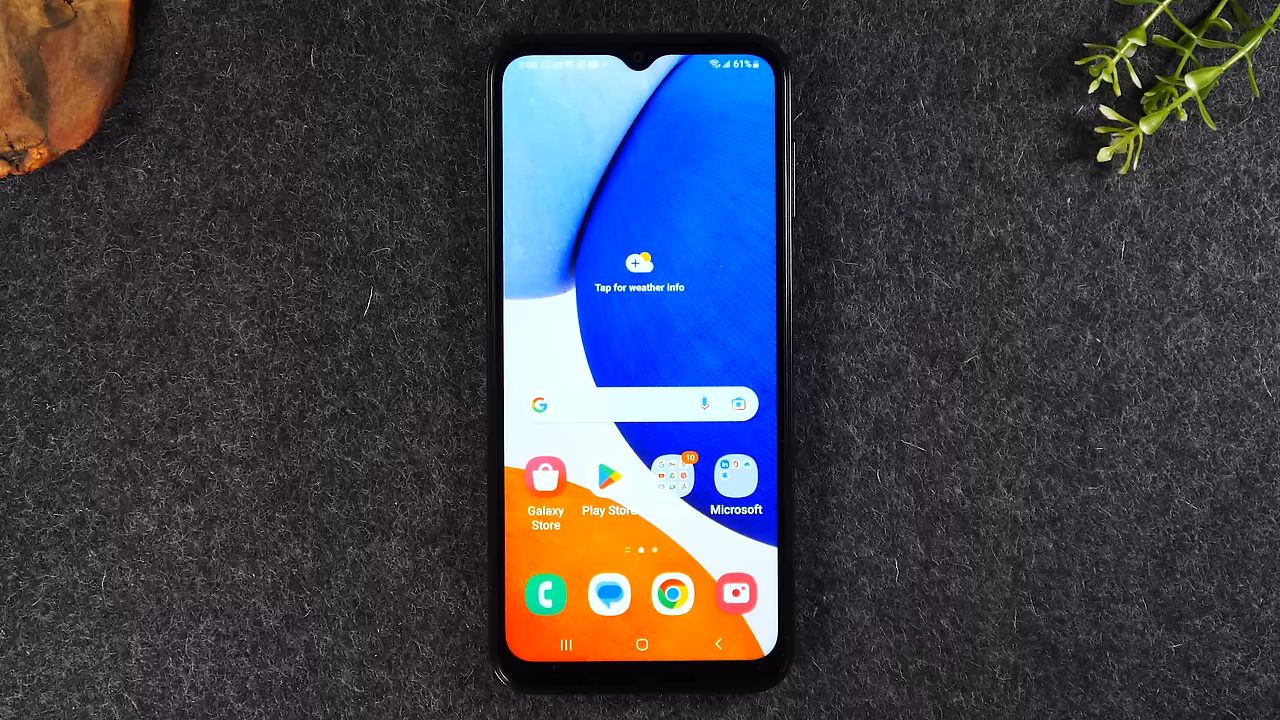 61%
Tap for weather info
10
Galaxy
Store
Play Store
Microsoft